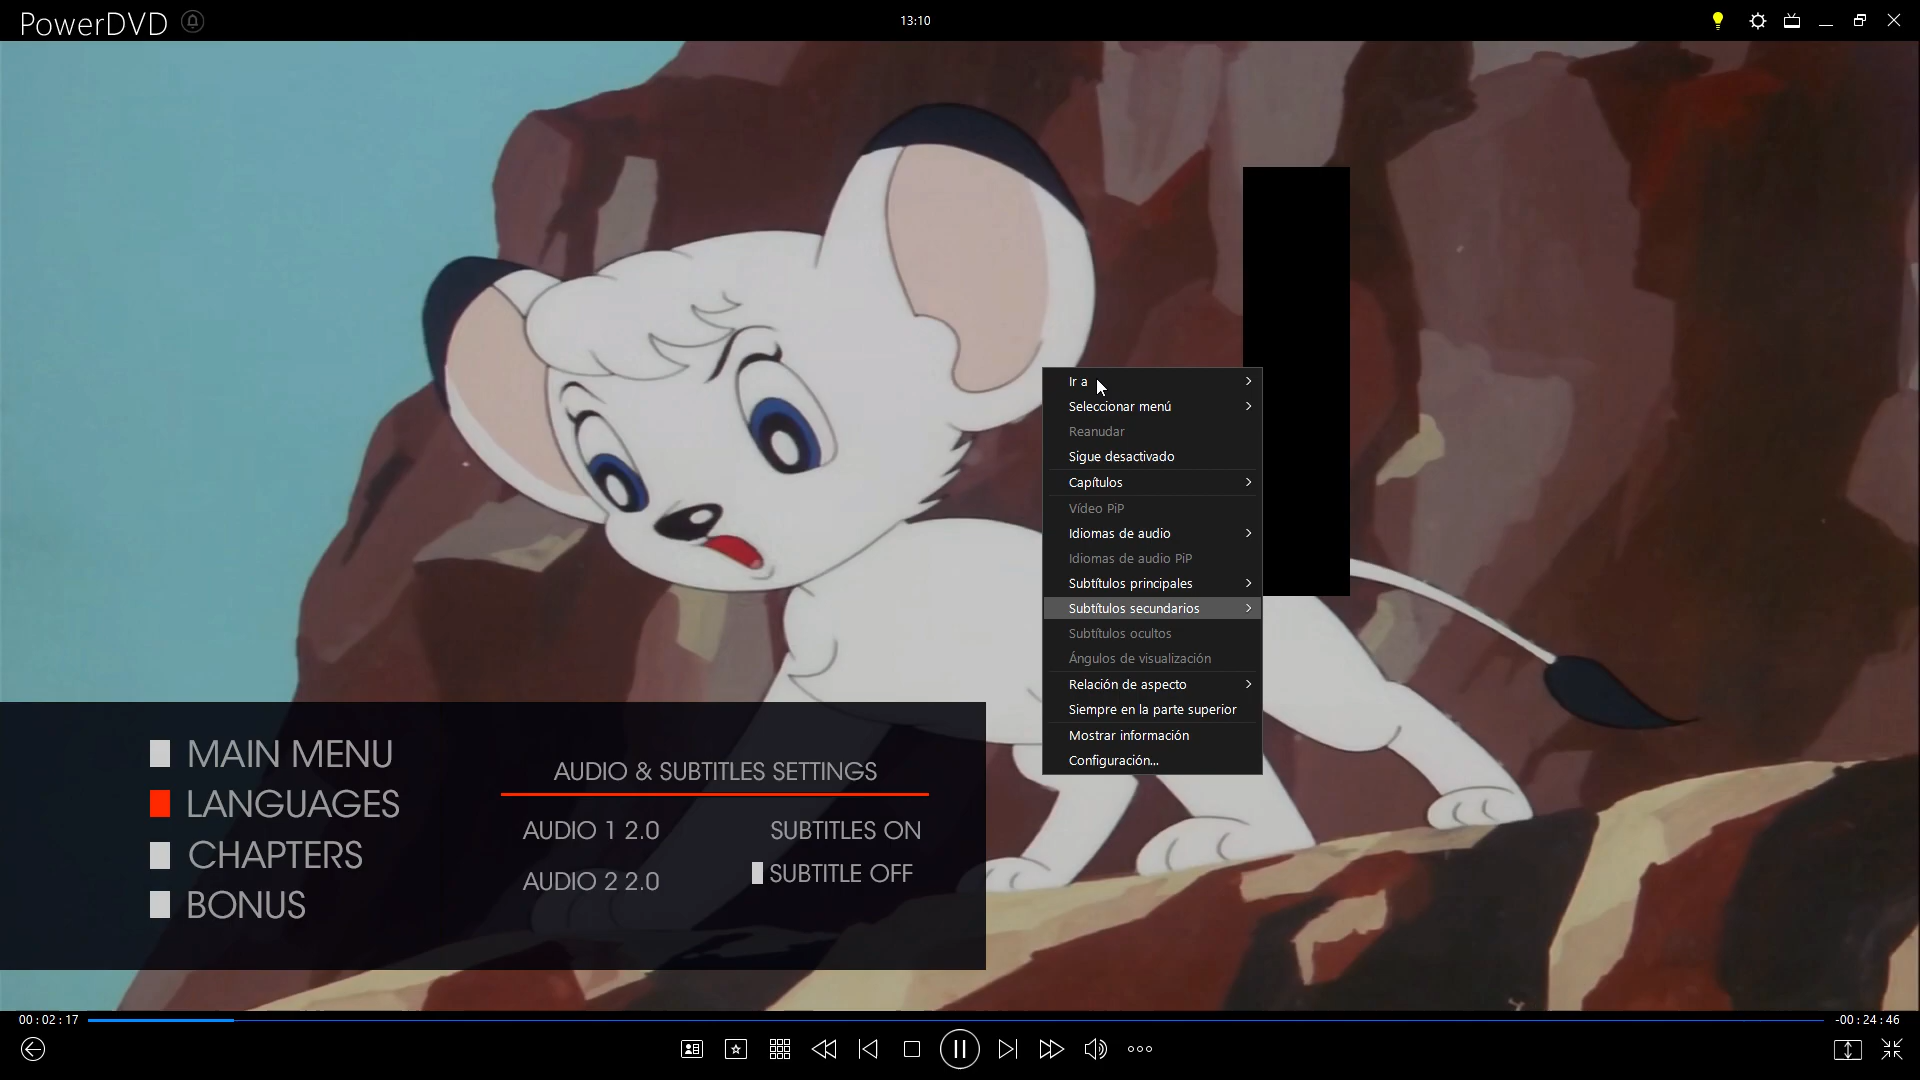 PowerDVD
13:10
Ir a
Seleccionar menú
Reanudar
Sigue desactivado
Capítulos
Vídeo PiP
Idiomas de audio
Idiomas de audio PiP
Subtítulos principales
Subtítulos secundarios
Subtítulos ocultos
Ángulos de visualización
Relación de aspecto
Siempre en la parte superior
Mostrar información
Configuración...
MAIN MENU
LANGUAGES
CHAPTERS
BONUS
AUDIO & SUBTITLES SETTINGS
AUDIO 1 2.0
SUBTITLES ON
AUDIO 2 2.0
SUBTITLE OFF
00 : 02 : 17
-00 : 24 : 46